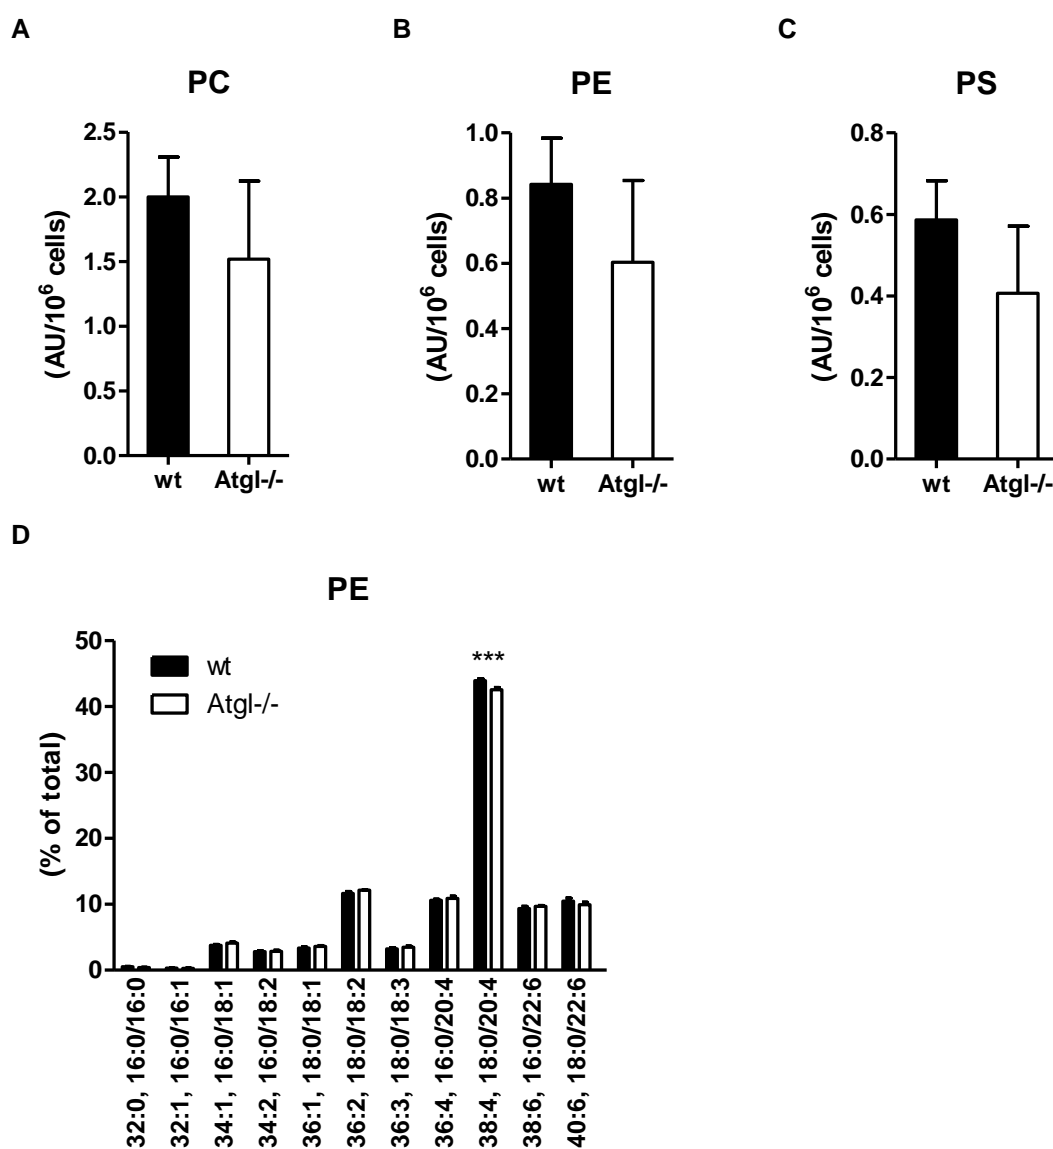 A
PC
2.5
2.0
1.5
1.0
0.5
0.0
(AU/10⁶ cells)
wt Atgl-/-
B
PE
1.0
0.8
0.6
0.4
0.2
0.0
(AU/10⁶ cells)
wt Atgl-/-
C
PS
0.8
0.6
0.4
0.2
0.0
(AU/10⁶ cells)
wt Atgl-/-
D
PE
50
40
30
20
10
0
(% of total)
wt
Atgl-/-
***
32:0, 16:0/16:0
32:1, 16:0/16:1
34:1, 16:0/18:1
34:2, 16:0/18:2
36:1, 18:0/18:1
36:2, 18:0/18:2
36:3, 18:0/18:3
36:4, 16:0/20:4
38:4, 18:0/20:4
38:6, 16:0/22:6
40:6, 18:0/22:6